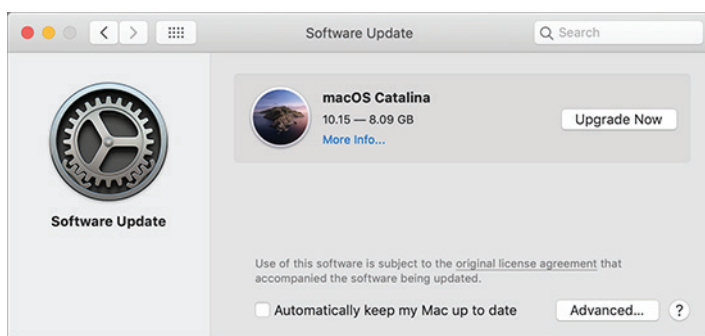 Software Update
Search
macOS Catalina
10.15 — 8.09 GB
More Info...
Upgrade Now
Software Update
Use of this software is subject to the original license agreement that
accompanied the software being updated.
Automatically keep my Mac up to date
Advanced...
?